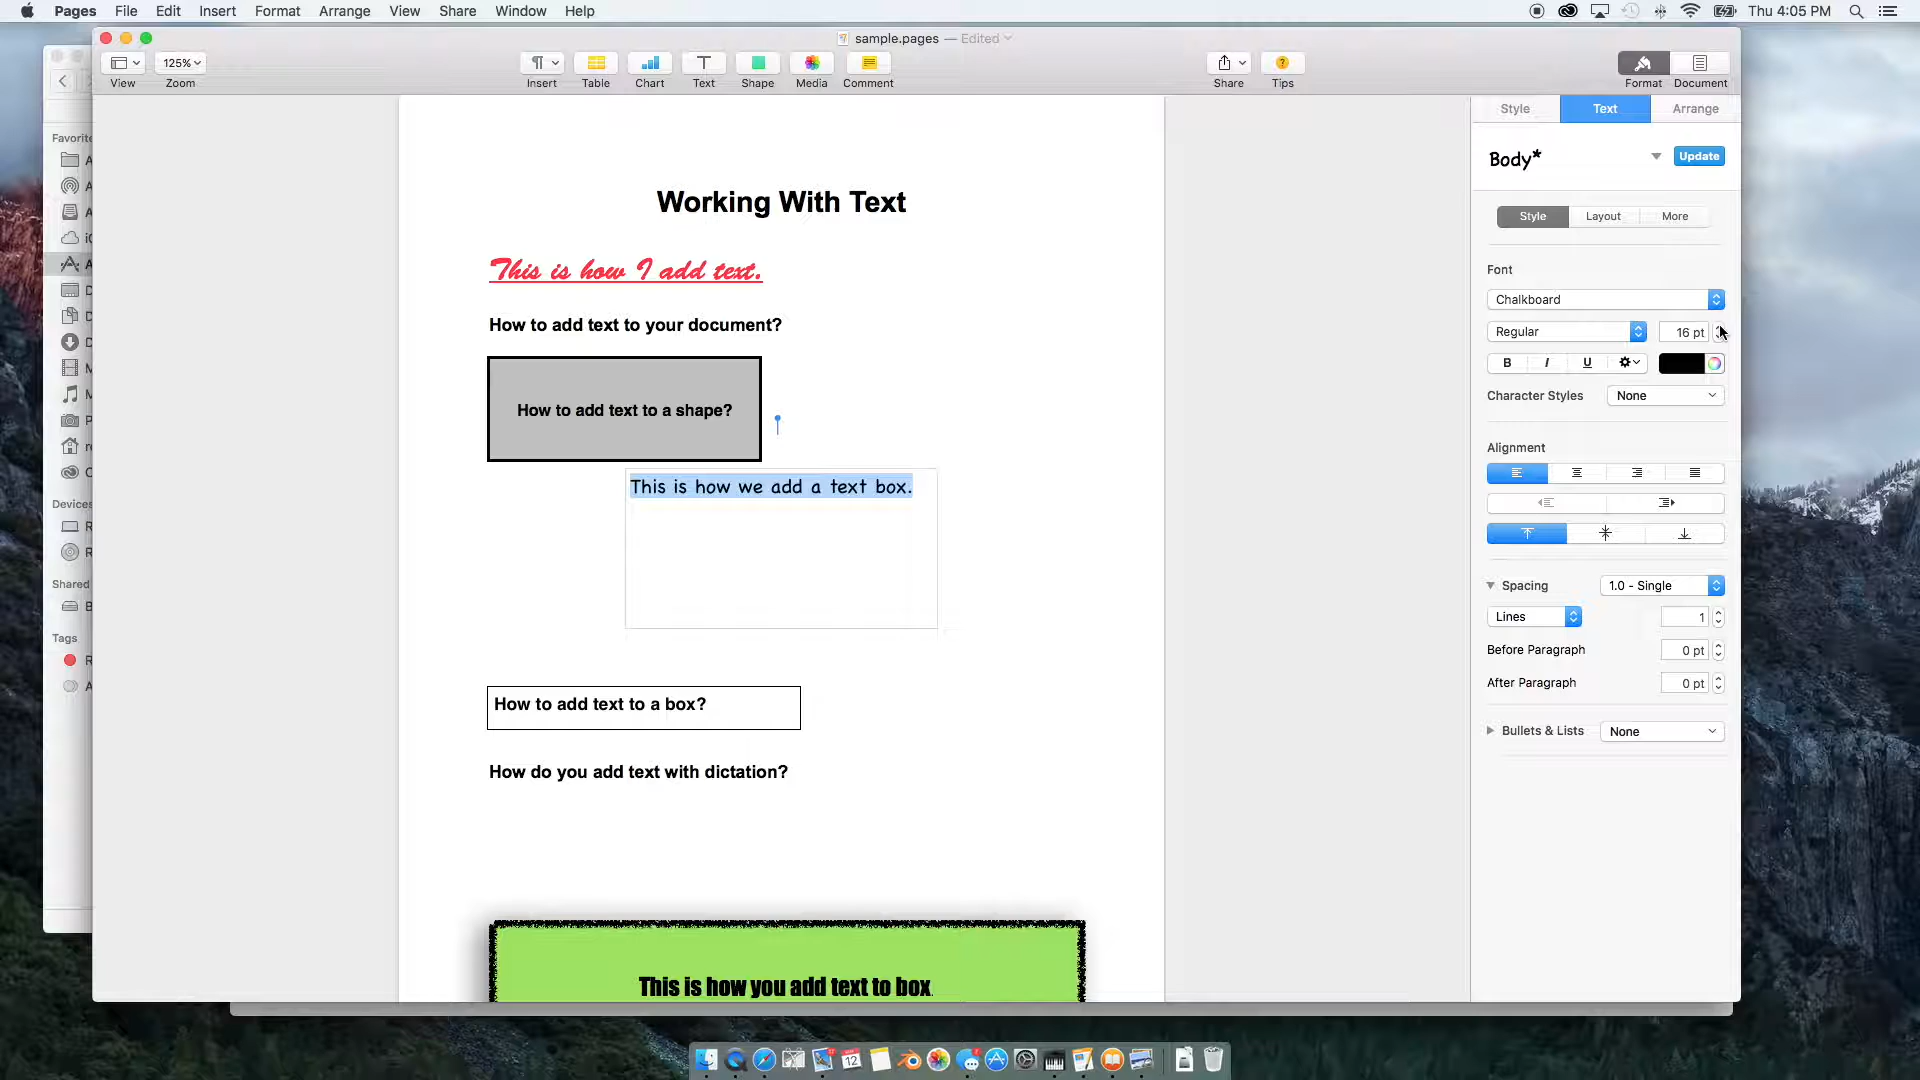 Pages File Edit Insert Format Arrange View Share Window Help
Thu 4:05 PM
sample.pages — Edited
125%
View Zoom Insert Table Chart Text Shape Media Comment Share Tips Format Document
Style Text Arrange
Body* Update
Style Layout More
Font
Chalkboard
Regular 16 pt
B I U
Character Styles None
Alignment
Spacing 1.0 - Single
Lines 1
Before Paragraph 0 pt
After Paragraph 0 pt
Bullets & Lists None
Favorite
Devices
Shared
Tags
Working With Text
This is how I add text.
How to add text to your document?
How to add text to a shape?
This is how we add a text box.
How to add text to a box?
How do you add text with dictation?
This is how you add text to box